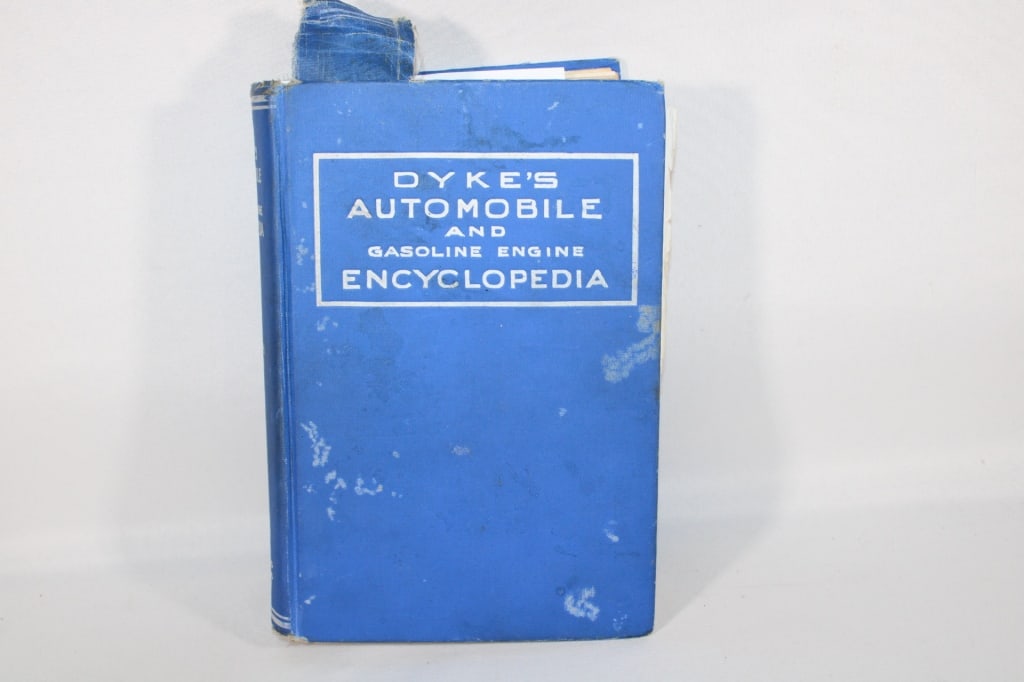 DYKE'S
AUTOMOBILE
AND
GASOLINE ENGINE
ENCYCLOPEDIA